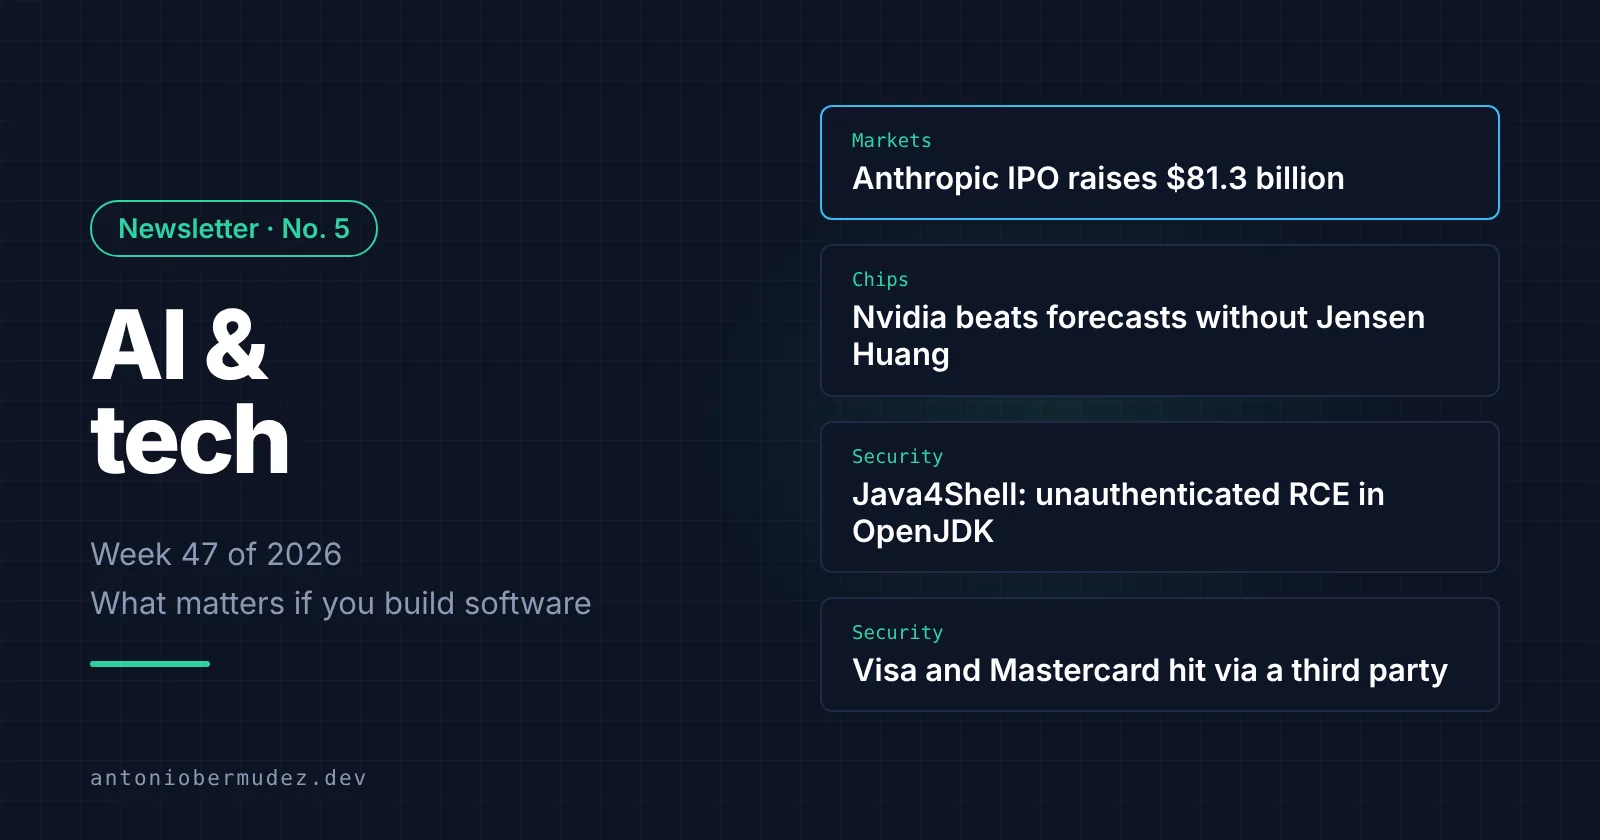 Newsletter · No. 5
AI &
tech
Week 47 of 2026
What matters if you build software
antoniobermudez.dev
Markets
Anthropic IPO raises $81.3 billion
Chips
Nvidia beats forecasts without Jensen
Huang
Security
Java4Shell: unauthenticated RCE in
OpenJDK
Security
Visa and Mastercard hit via a third party